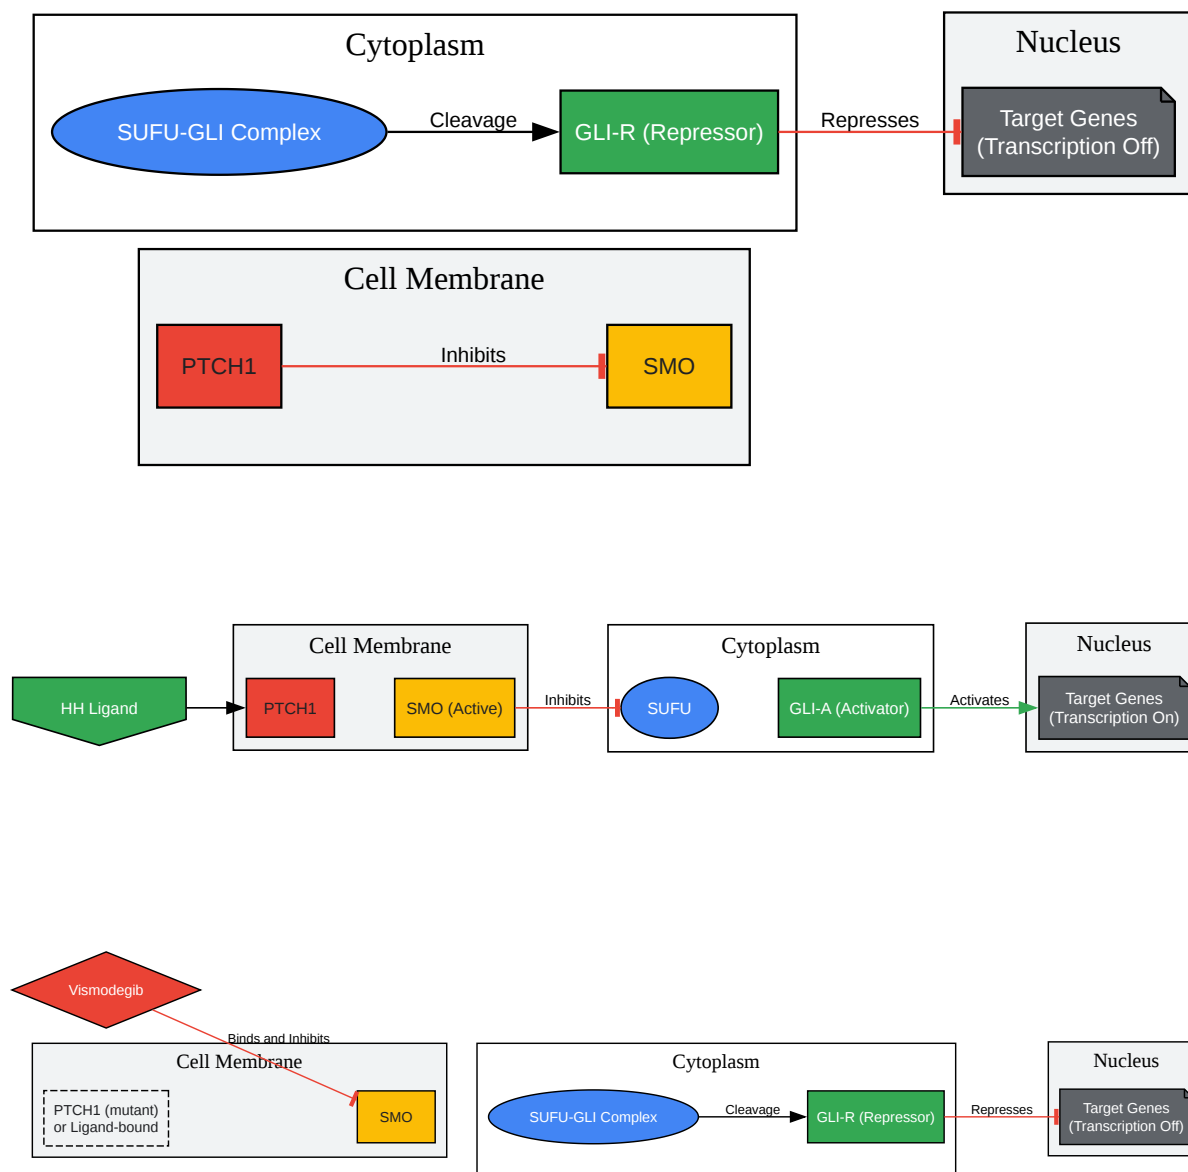 Cytoplasm
SUFU-GLI Complex
Cleavage
GLI-R (Repressor)
Represses
Nucleus
Target Genes
(Transcription Off)
Cell Membrane
PTCH1
Inhibits
SMO
HH Ligand
Cell Membrane
PTCH1
SMO (Active)
Inhibits
Cytoplasm
SUFU
GLI-A (Activator)
Activates
Nucleus
Target Genes
(Transcription On)
Vismodegib
Binds and Inhibits
Cell Membrane
PTCH1 (mutant)
or Ligand-bound
SMO
Cytoplasm
SUFU-GLI Complex
Cleavage
GLI-R (Repressor)
Represses
Nucleus
Target Genes
(Transcription Off)